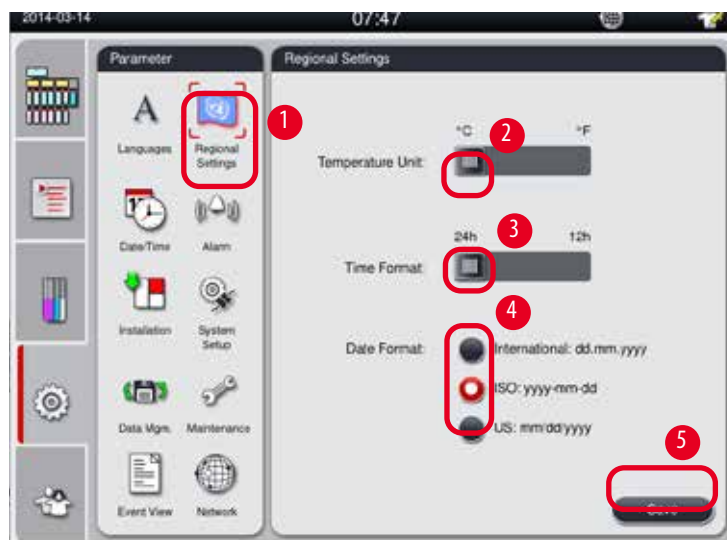 2014-03-14
07:47
Parameter
Regional Settings
Languages
Regional
Settings
1
°C
2
°F
Temperature Unit:
Date/Time
Alarm
24h
3
12h
Time Format:
Installation
System
Setup
4
Date Format:
International: dd.mm.yyyy
ISO: yyyy-mm-dd
US: mm/dd/yyyy
Data Mgm.
Maintenance
5
Save
Event View
Network